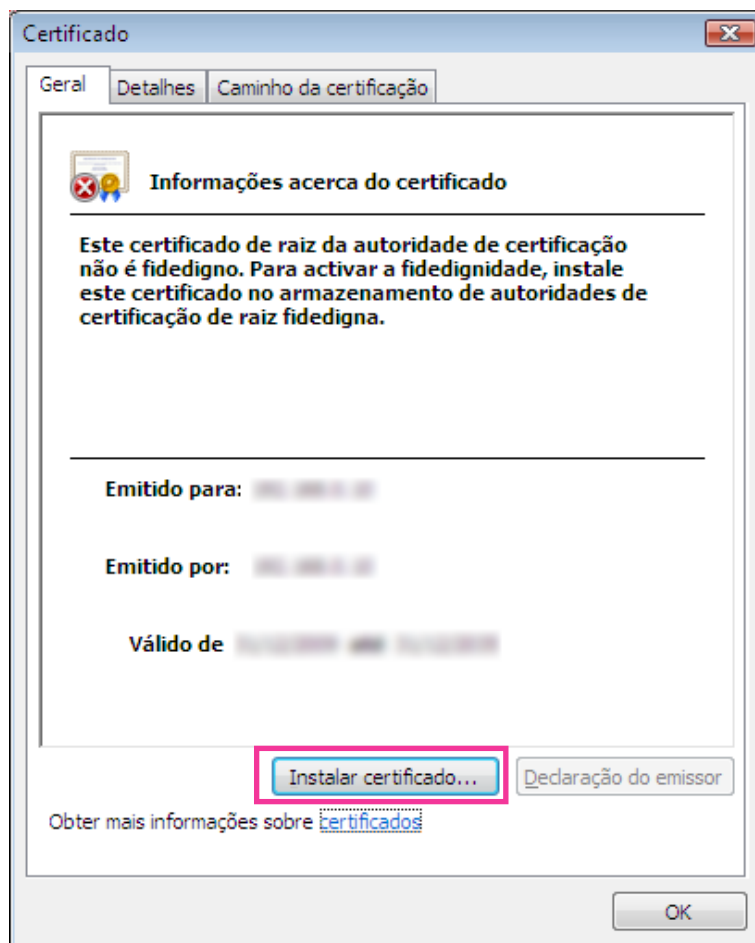 Certificado
Geral
Detalhes
Caminho da certificação
Informações acerca do certificado
Este certificado de raiz da autoridade de certificação
não é fidedigno. Para activar a fidedignidade, instale
este certificado no armazenamento de autoridades de
certificação de raiz fidedigna.
Emitido para:
Emitido por:
Válido de
até
Instalar certificado...
Declaração do emissor
Obter mais informações sobre certificados
OK